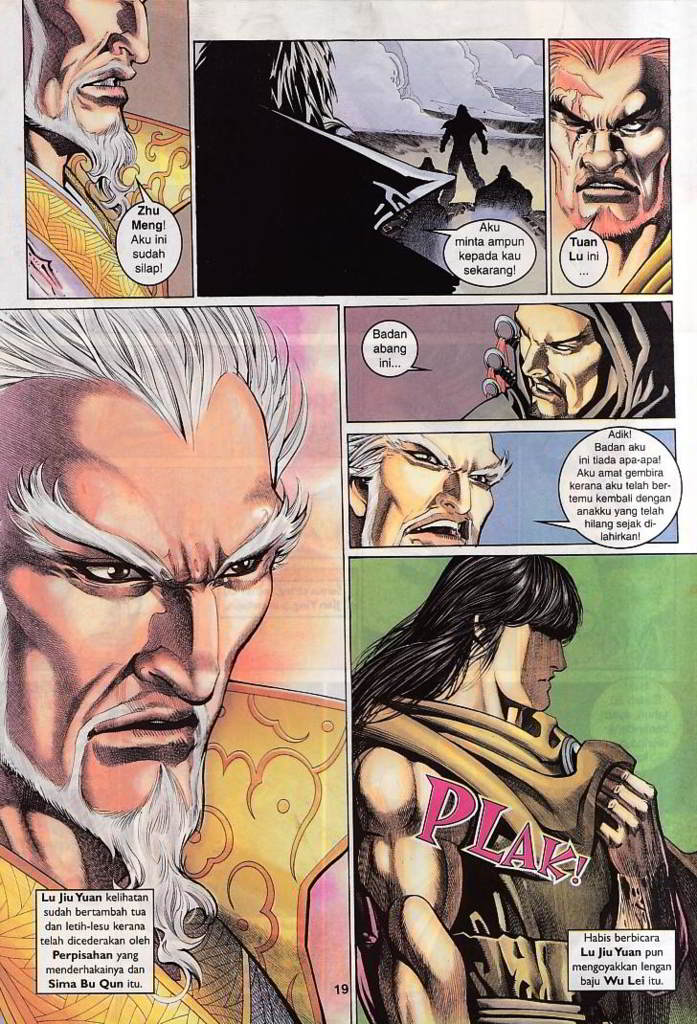 Zhu
Meng!
Aku ini
sudah
silap!
Aku
minta ampun
kepada kau
sekarang!
Tuan
Lu ini
...
Badan
abang
ini...
Adik!
Badan aku
ini tiada apa-apa!
Aku amat gembira
kerana aku telah ber-
temu kembali dengan
anakku yang telah
hilang sejak di-
lahirkan!
Lu Jiu Yuan kelihatan
sudah bertambah tua
dan letih-lesu kerana
telah dicederakan oleh
Perpisahan yang
menderhakainya dan
Sima Bu Qun itu.
PLAK!
Habis berbicara
Lu Jiu Yuan pun
mengoyakkan lengan
baju Wu Lei itu.
19